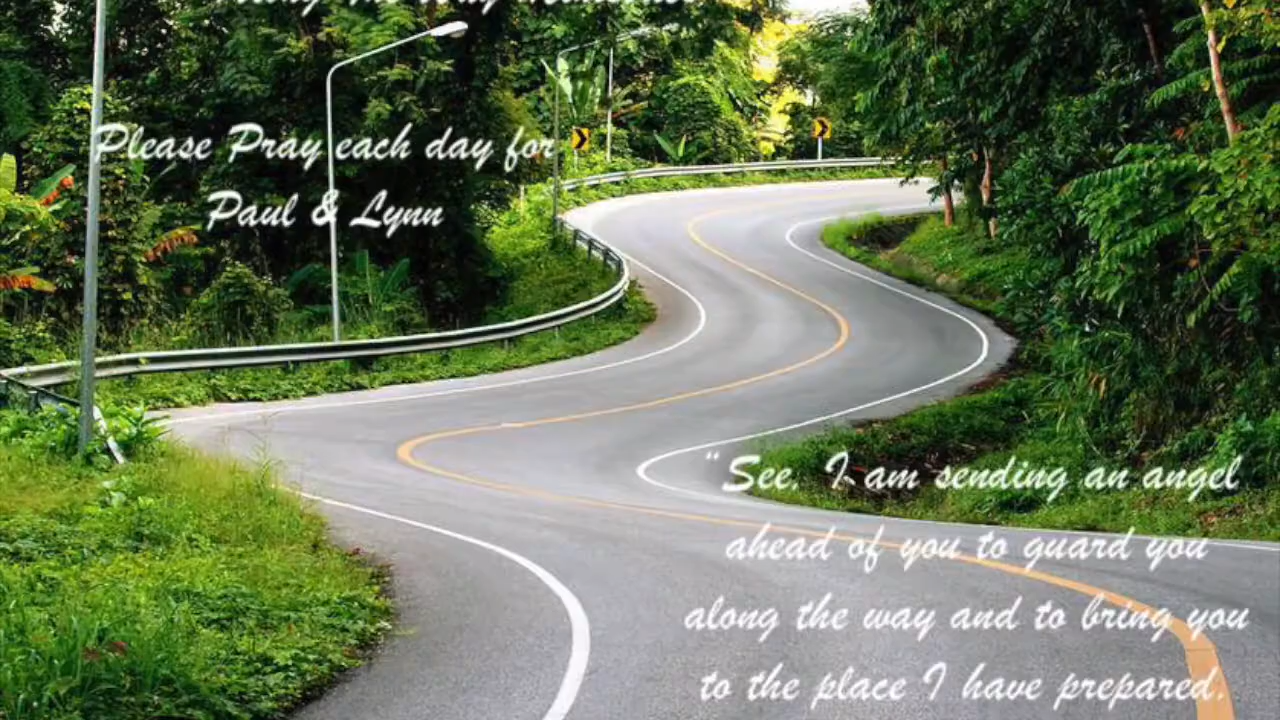 Please Pray each day for
Paul & Lynn
"See, I am sending an angel
ahead of you to guard you
along the way and to bring you
to the place I have prepared.